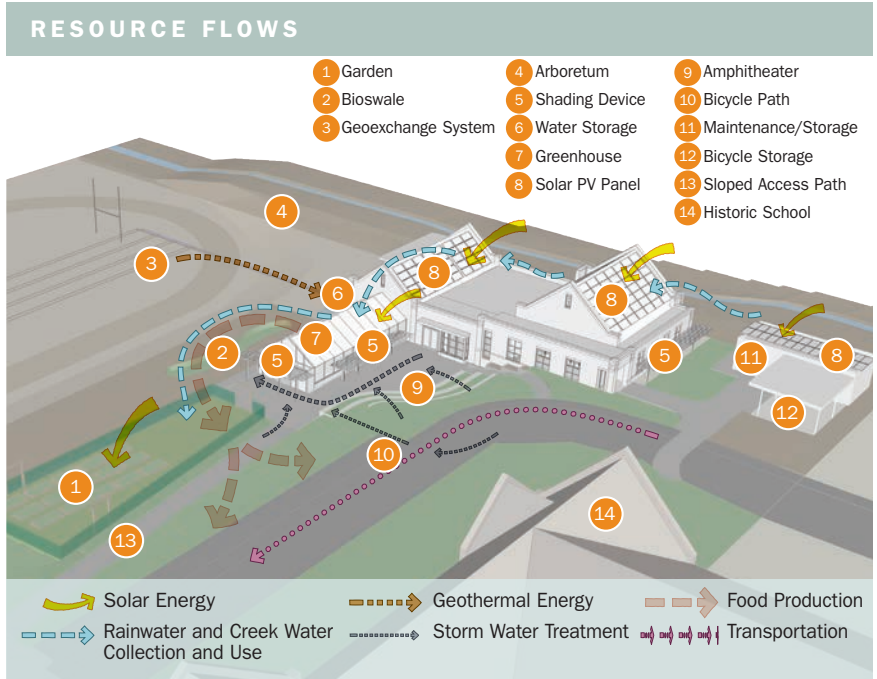 RESOURCE FLOWS
1 Garden
2 Bioswale
3 Geoexchange System
4 Arboretum
5 Shading Device
6 Water Storage
7 Greenhouse
8 Solar PV Panel
9 Amphitheater
10 Bicycle Path
11 Maintenance/Storage
12 Bicycle Storage
13 Sloped Access Path
14 Historic School
4
3
6
8
8
2
7
5
5
5
11
8
9
12
10
1
14
13
Solar Energy
Geothermal Energy
Food Production
Rainwater and Creek Water
Collection and Use
Storm Water Treatment
Transportation